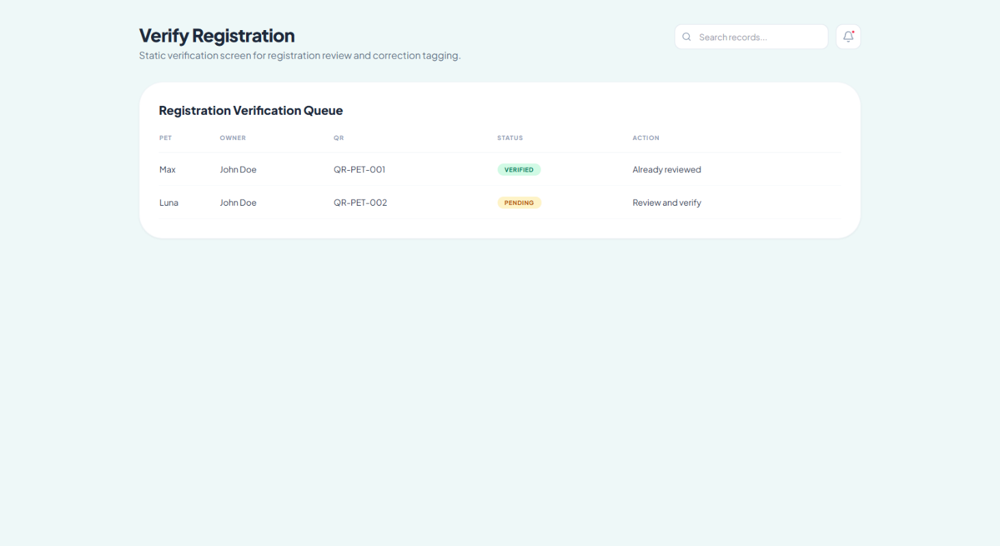 Verify Registration
Static verification screen for registration review and correction tagging.
Search records...
Registration Verification Queue
PET OWNER QR STATUS ACTION
Max John Doe QR-PET-001 VERIFIED Already reviewed
Luna John Doe QR-PET-002 PENDING Review and verify